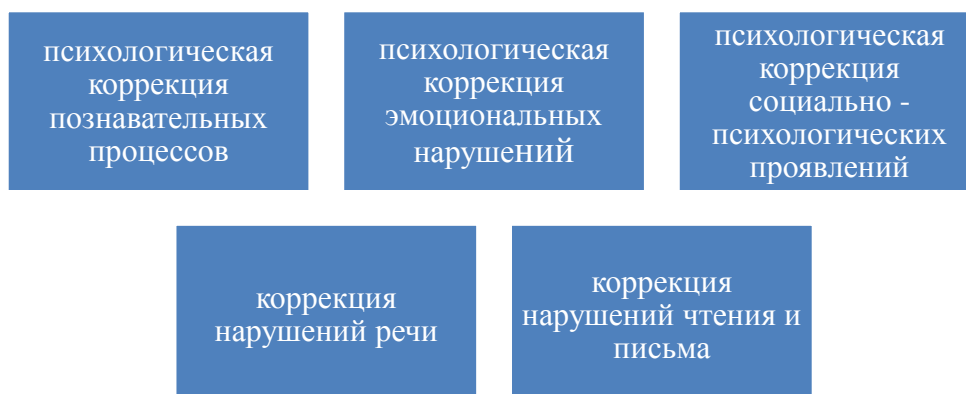 психологическая
коррекция
познавательных
процессов
психологическая
коррекция
эмоциональных
нарушений
психологическая
коррекция
социально -
психологических
проявлений
коррекция
нарушений речи
коррекция
нарушений чтения и
письма